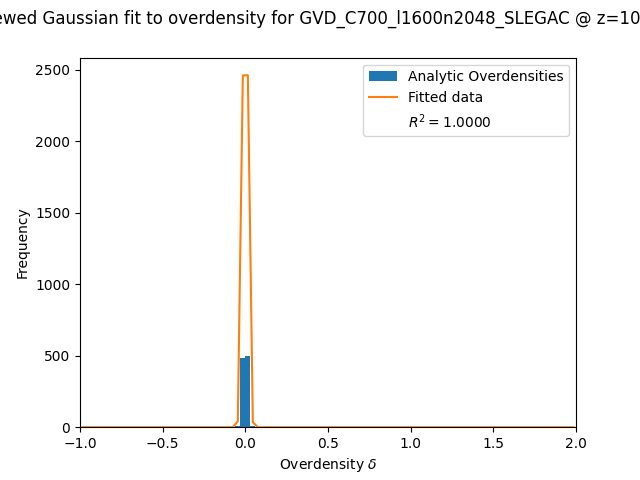 ewed Gaussian fit to overdensity for GVD_C700_l1600n2048_SLEGAC @ z=10
Analytic Overdensities
Fitted data
R² = 1.0000
2500
2000
1500
1000
500
0
Frequency
−1.0 −0.5 0.0 0.5 1.0 1.5 2.0
Overdensity δ